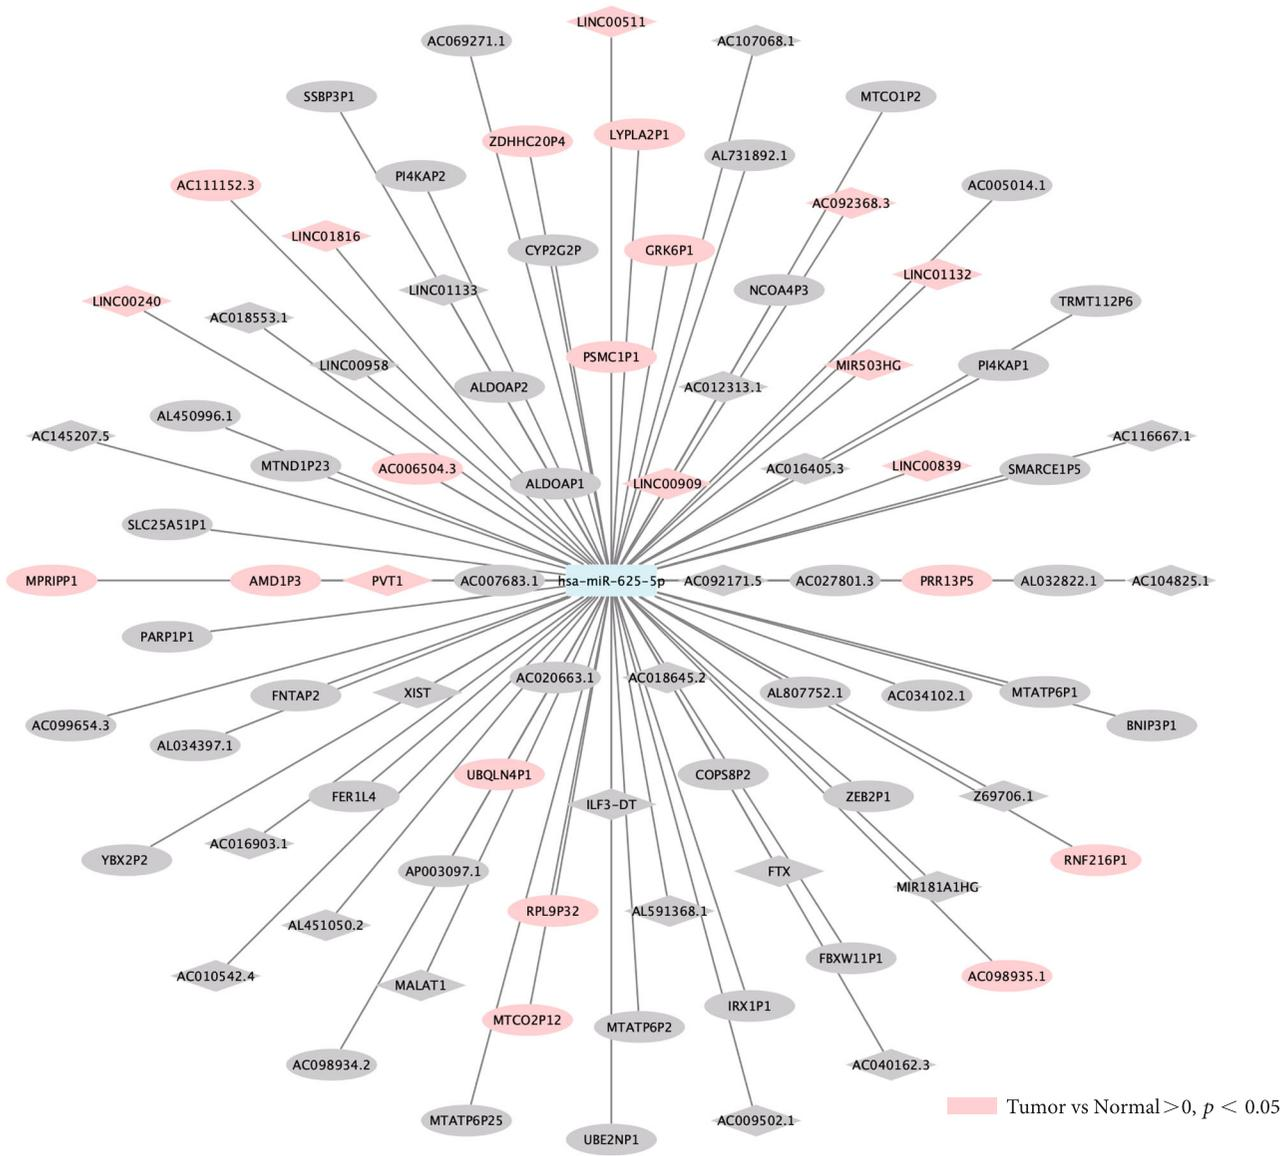 LINC00511
AC069271.1
AC107068.1
SSBP3P1
MTCO1P2
ZDHHC20P4
LYPLA2P1
AL731892.1
PI4KAP2
AC111152.3
AC005014.1
AC092368.3
LINC01816
CYP2G2P
GRK6P1
LINC01132
LINC01133
NCOA4P3
LINC00240
TRMT112P6
AC018553.1
PSMC1P1
LINC00958
MIR503HG
PI4KAP1
ALDOAP2
AC012313.1
AL450996.1
AC145207.5
AC116667.1
MTND1P23
AC006504.3
AC016405.3
LINC00839
SMARCE1P5
ALDOAP1
LINC00909
SLC25A51P1
MPRIPP1
AMD1P3
PVT1
AC007683.1
hsa-miR-625-5p
AC092171.5
AC027801.3
PRR13P5
AL032822.1
AC104825.1
PARP1P1
AC020663.1
AC018645.2
FNTAP2
XIST
AL807752.1
AC034102.1
MTATP6P1
AC099654.3
BNIP3P1
AL034397.1
UBQLN4P1
COPS8P2
FER1L4
ILF3-DT
ZEB2P1
Z69706.1
AC016903.1
YBX2P2
RNF216P1
AP003097.1
FTX
MIR181A1HG
AL451050.2
RPL9P32
AL591368.1
FBXW11P1
AC010542.4
MALAT1
AC098935.1
IRX1P1
MTCO2P12
MTATP6P2
AC098934.2
AC040162.3
Tumor vs Normal>0, p < 0.05
MTATP6P25
AC009502.1
UBE2NP1